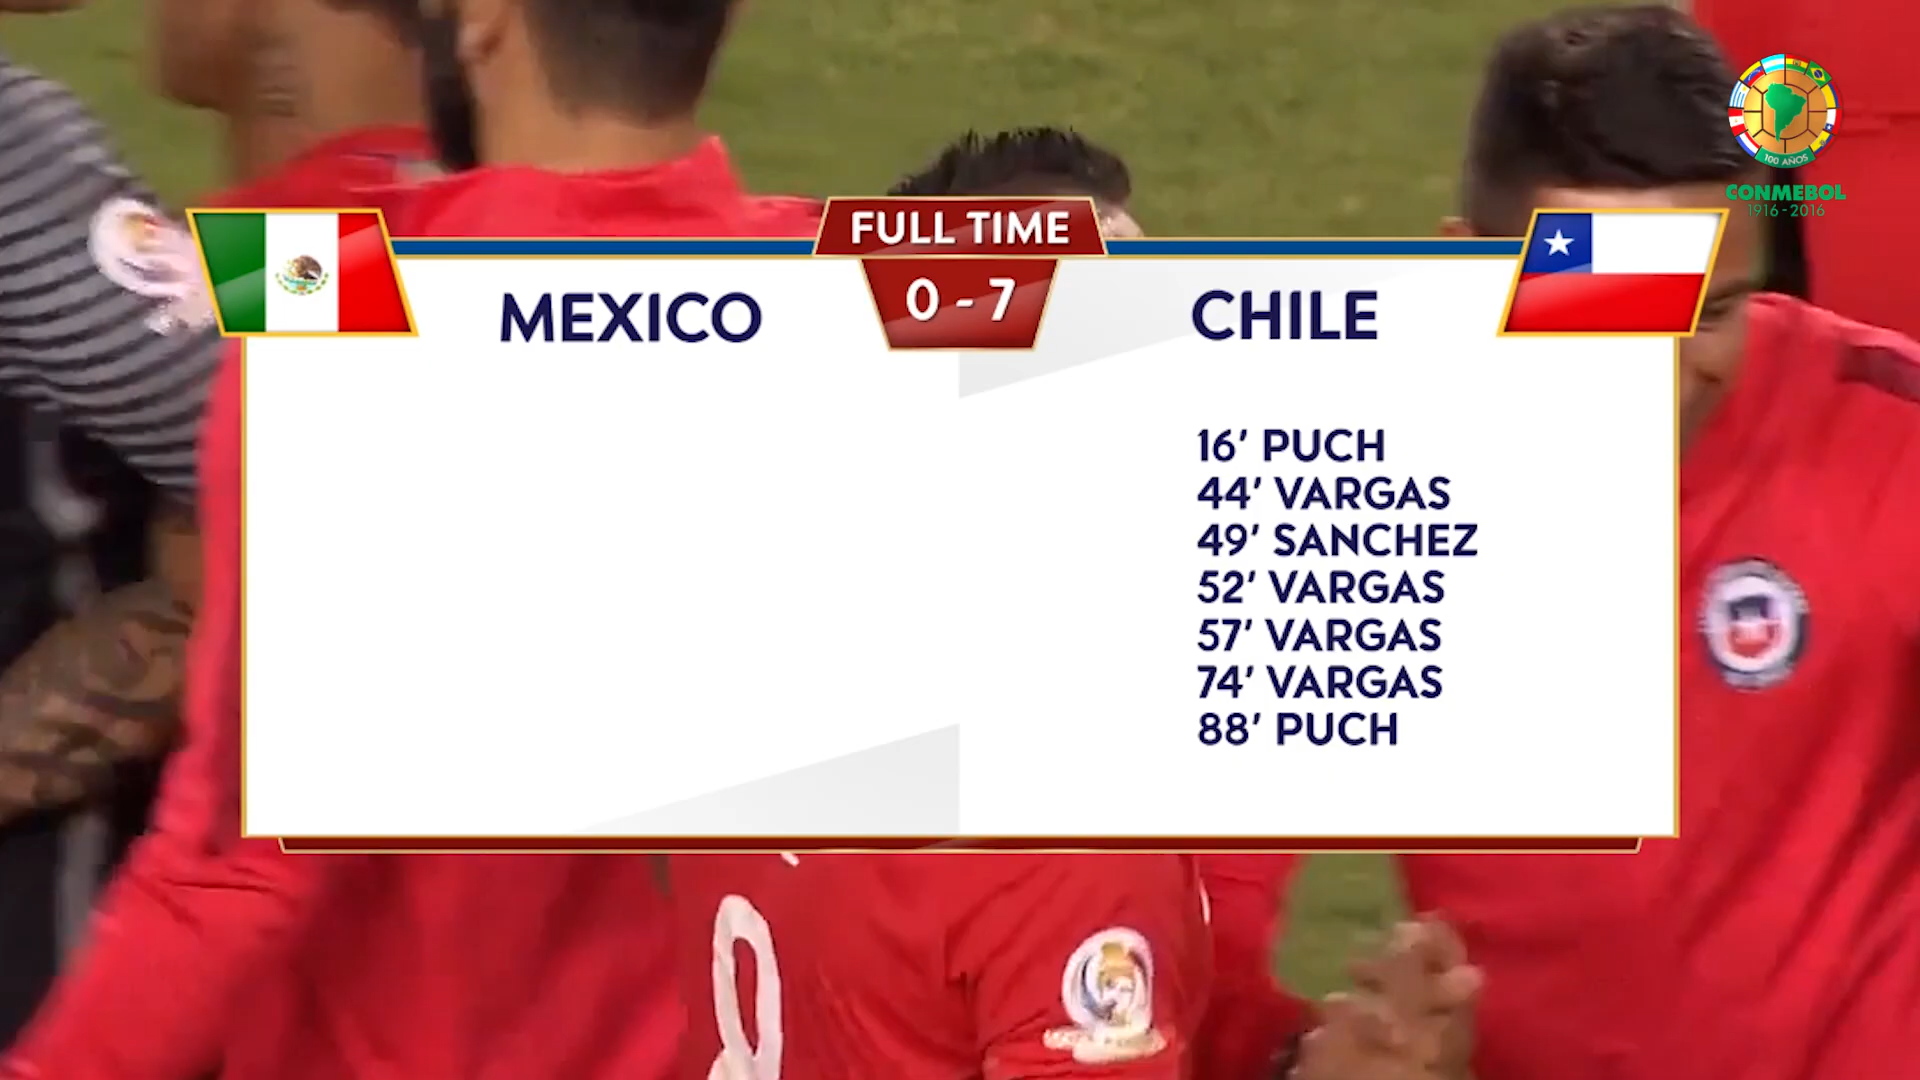 100 AÑOS
CONMEBOL
1916 - 2016
FULL TIME
MEXICO
0 - 7
CHILE
16' PUCH
44' VARGAS
49' SANCHEZ
52' VARGAS
57' VARGAS
74' VARGAS
88' PUCH